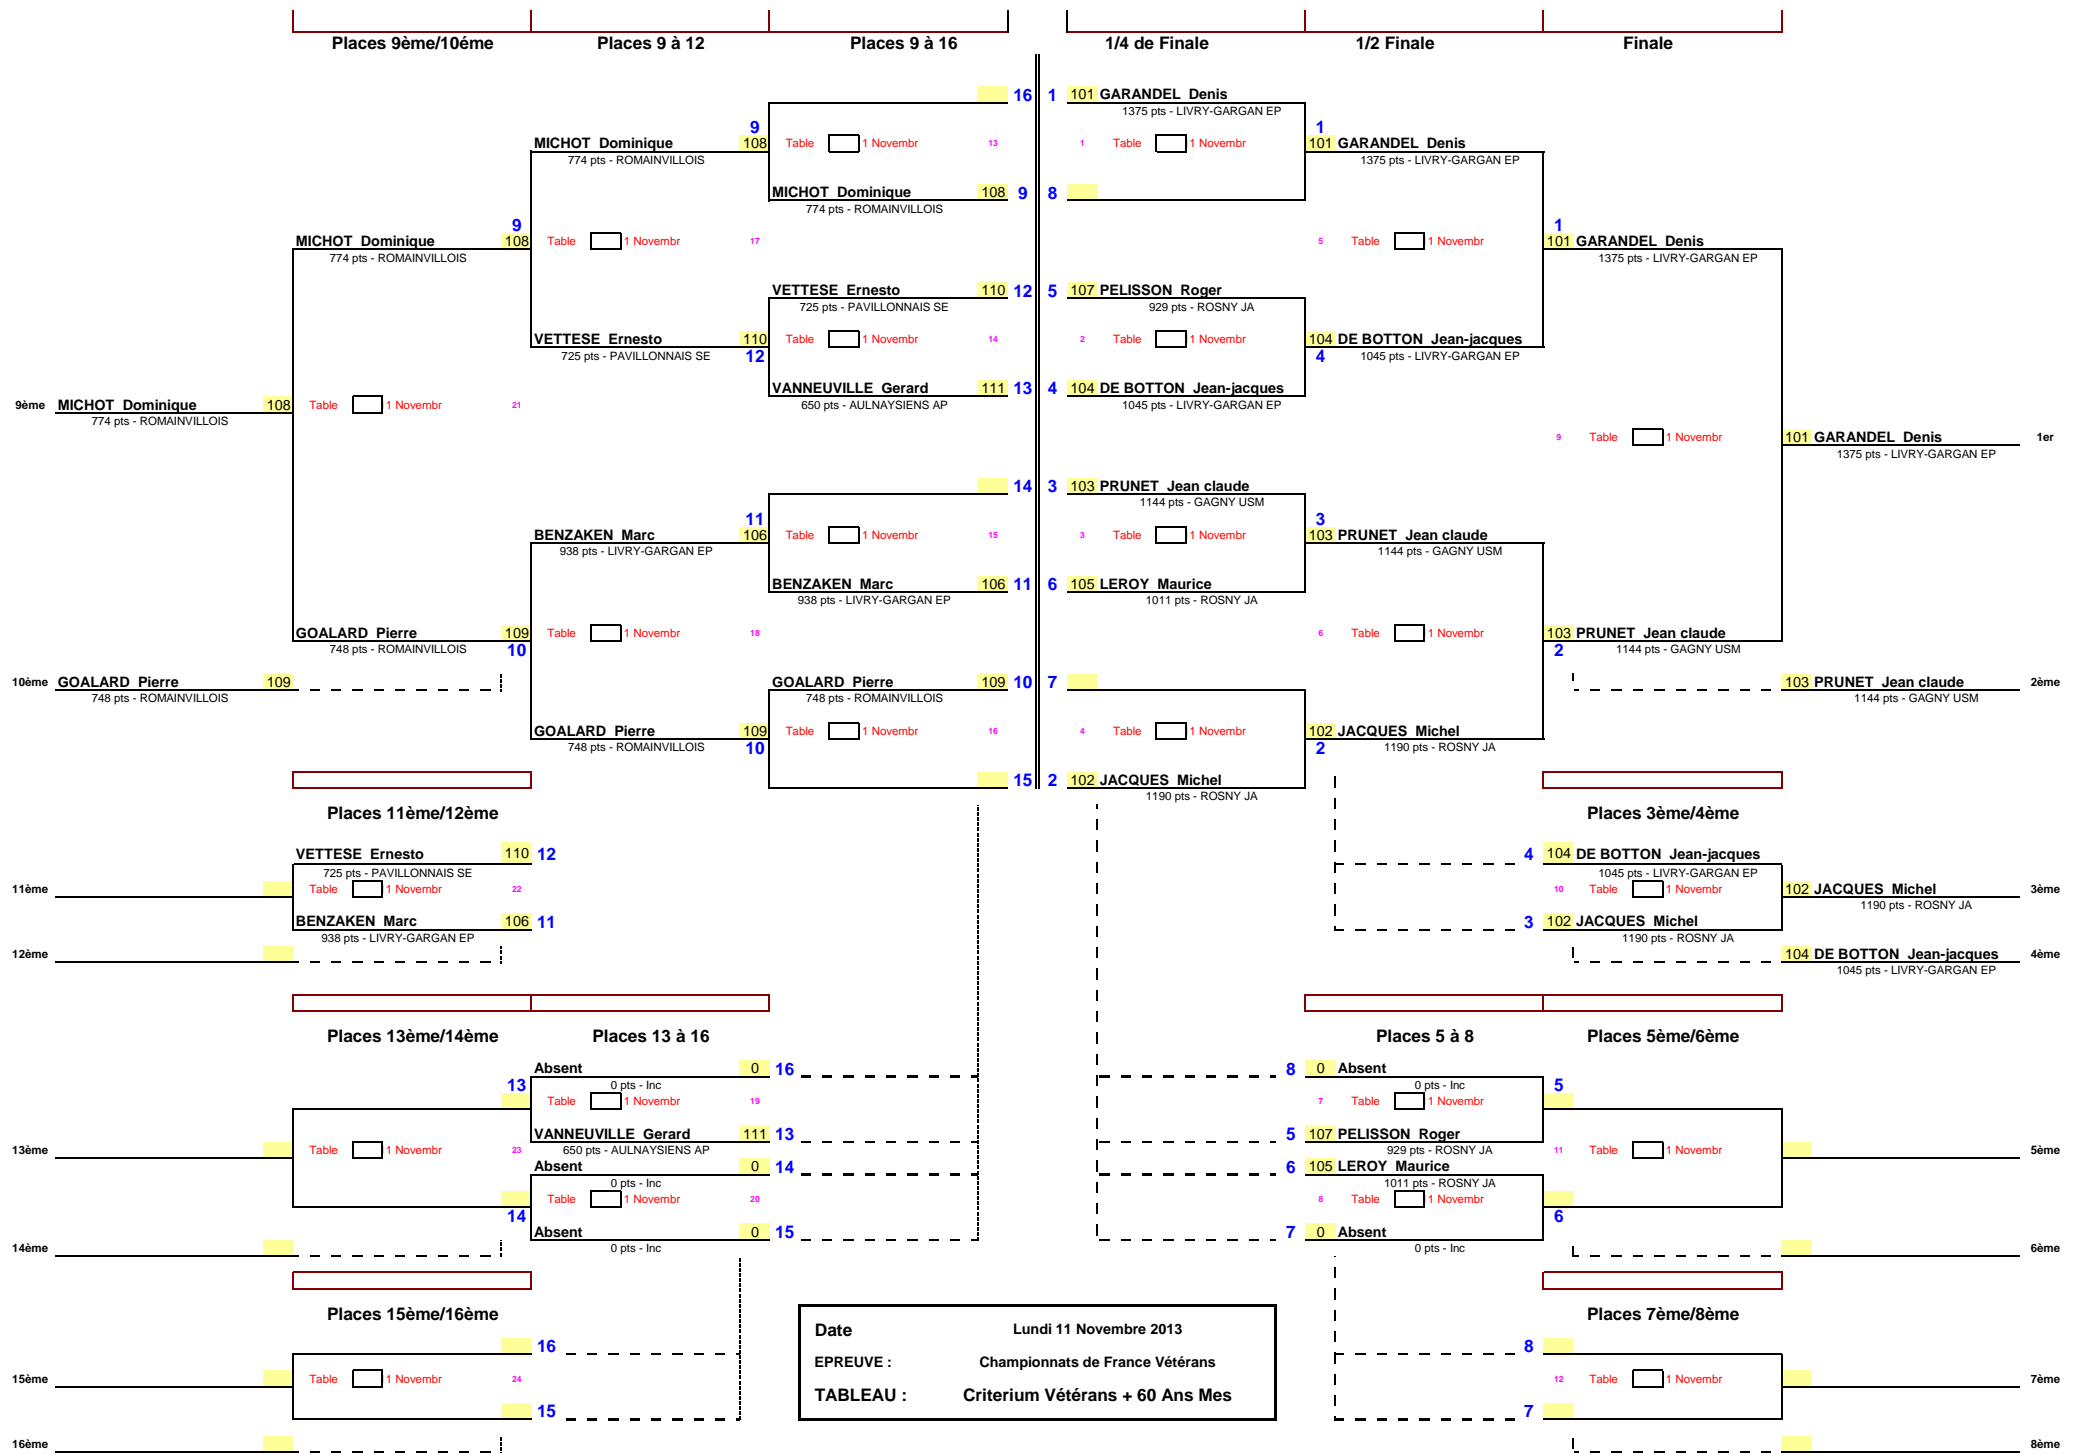 Places 9ème/10éme Places 9 à 12 Places 9 à 16 1/4 de Finale 1/2 Finale Finale
16 1 101 GARANDEL Denis
1375 pts - LIVRY-GARGAN EP
9 1
MICHOT Dominique 108 Table 1 Novembr 13 1 Table 1 Novembr 101 GARANDEL Denis
774 pts - ROMAINVILLOIS 1375 pts - LIVRY-GARGAN EP
MICHOT Dominique 108 9 8
774 pts - ROMAINVILLOIS
9 1
MICHOT Dominique 108 Table 1 Novembr 17 5 Table 1 Novembr 101 GARANDEL Denis
774 pts - ROMAINVILLOIS 1375 pts - LIVRY-GARGAN EP
VETTESE Ernesto 110 12 5 107 PELISSON Roger
725 pts - PAVILLONNAIS SE 929 pts - ROSNY JA
VETTESE Ernesto 110 Table 1 Novembr 14 2 Table 1 Novembr 104 DE BOTTON Jean-jacques
725 pts - PAVILLONNAIS SE 12 4 1045 pts - LIVRY-GARGAN EP
VANNEUVILLE Gerard 111 13 4 104 DE BOTTON Jean-jacques
650 pts - AULNAYSIENS AP 1045 pts - LIVRY-GARGAN EP
9ème MICHOT Dominique 108 Table 1 Novembr 21
774 pts - ROMAINVILLOIS
9 Table 1 Novembr 101 GARANDEL Denis 1er
1375 pts - LIVRY-GARGAN EP
14 3 103 PRUNET Jean claude
1144 pts - GAGNY USM
11 3
BENZAKEN Marc 106 Table 1 Novembr 15 3 Table 1 Novembr 103 PRUNET Jean claude
938 pts - LIVRY-GARGAN EP 1144 pts - GAGNY USM
BENZAKEN Marc 106 11 6 105 LEROY Maurice
938 pts - LIVRY-GARGAN EP 1011 pts - ROSNY JA
GOALARD Pierre 109 Table 1 Novembr 18 6 Table 1 Novembr 103 PRUNET Jean claude
748 pts - ROMAINVILLOIS 10 2 1144 pts - GAGNY USM
10ème GOALARD Pierre 109 GOALARD Pierre 109 10 7 103 PRUNET Jean claude 2ème
748 pts - ROMAINVILLOIS 748 pts - ROMAINVILLOIS 1144 pts - GAGNY USM
GOALARD Pierre 109 Table 1 Novembr 16 4 Table 1 Novembr 102 JACQUES Michel
748 pts - ROMAINVILLOIS 10 2 1190 pts - ROSNY JA
15 2 102 JACQUES Michel
1190 pts - ROSNY JA
Places 11ème/12ème Places 3ème/4ème
VETTESE Ernesto 110 12 4 104 DE BOTTON Jean-jacques
725 pts - PAVILLONNAIS SE 1045 pts - LIVRY-GARGAN EP
11ème Table 1 Novembr 22 10 Table 1 Novembr 102 JACQUES Michel 3ème
1190 pts - ROSNY JA
BENZAKEN Marc 106 11 3 102 JACQUES Michel
938 pts - LIVRY-GARGAN EP 1190 pts - ROSNY JA
12ème 104 DE BOTTON Jean-jacques 4ème
1045 pts - LIVRY-GARGAN EP
Places 13ème/14ème Places 13 à 16 Places 5 à 8 Places 5ème/6ème
Absent 0 16 8 0 Absent
13 0 pts - Inc 0 pts - Inc 5
Table 1 Novembr 19 7 Table 1 Novembr
VANNEUVILLE Gerard 111 13 5 107 PELISSON Roger
13ème Table 1 Novembr 23 650 pts - AULNAYSIENS AP 929 pts - ROSNY JA 11 Table 1 Novembr 5ème
Absent 0 14 6 105 LEROY Maurice
0 pts - Inc 1011 pts - ROSNY JA
Table 1 Novembr 20 8 Table 1 Novembr
14 6
Absent 0 15 7 0 Absent
14ème 0 pts - Inc 0 pts - Inc 6ème
Places 15ème/16ème Places 7ème/8ème
Date Lundi 11 Novembre 2013
16 8
EPREUVE : Championnats de France Vétérans
15ème Table 1 Novembr 24 12 Table 1 Novembr 7ème
TABLEAU : Criterium Vétérans + 60 Ans Mes
15 7
16ème 8ème